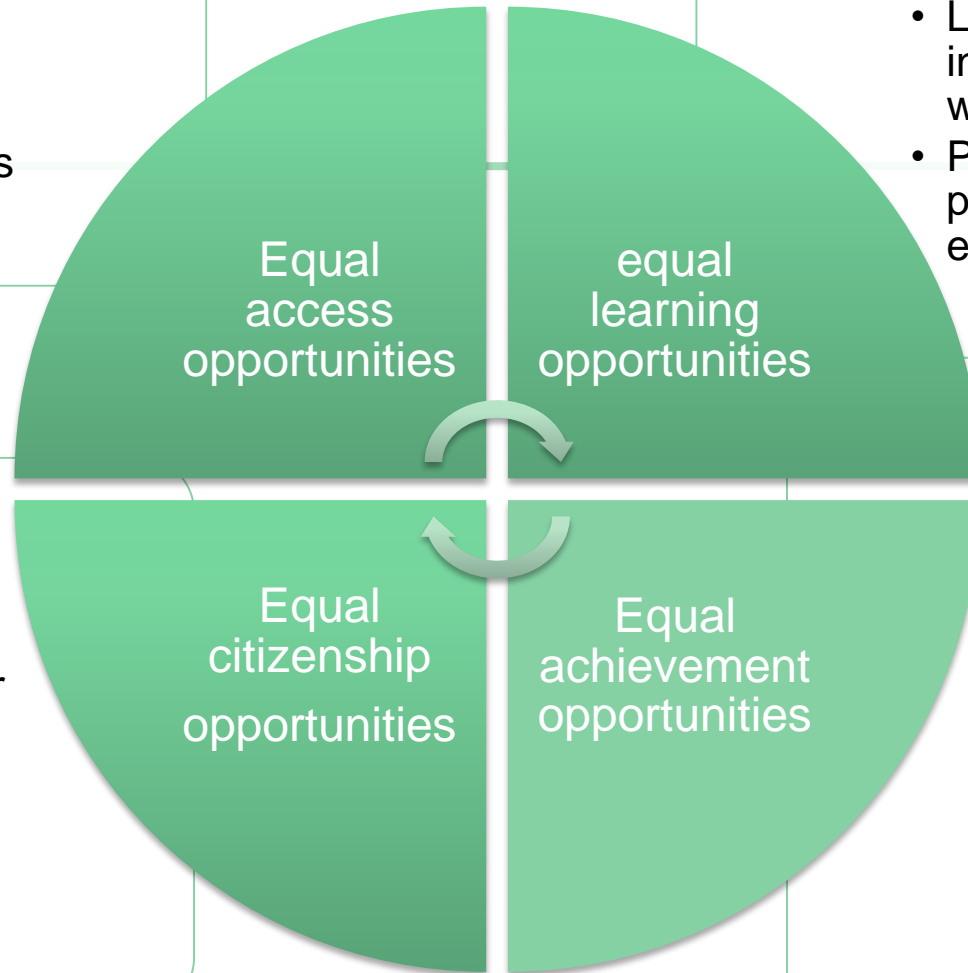 Equal
access
opportunities
equal
learning
opportunities
Equal
citizenship
opportunities
Equal
achievement
opportunities